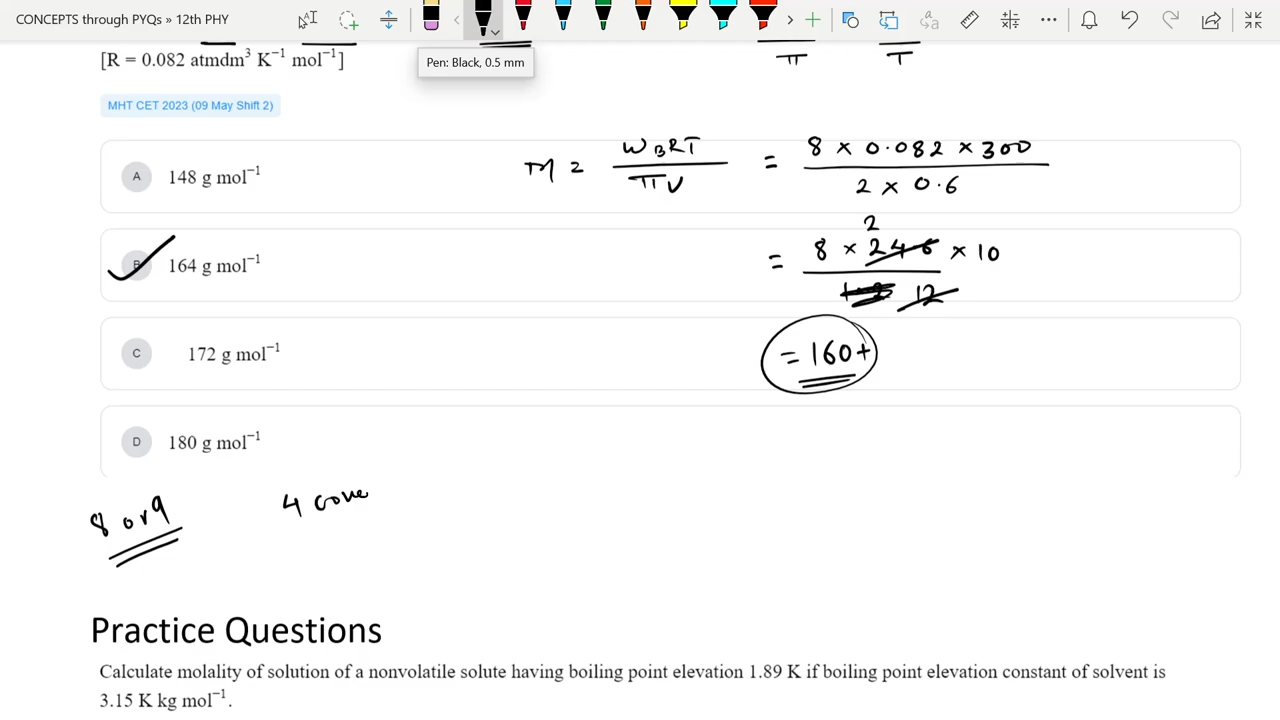 CONCEPTS through PYQs » 12th PHY
Pen: Black, 0.5 mm
[R = 0.082 atmdm³ K⁻¹ mol⁻¹]
π
T
MHT CET 2023 (09 May Shift 2)
A 148 g mol⁻¹
M = W_B RT / πV = 8 × 0.082 × 300 / 2 × 0.6
B 164 g mol⁻¹
2
= 8 × 246 × 10 / 12
C 172 g mol⁻¹
= 160+
D 180 g mol⁻¹
8 or 9
4 cove
Practice Questions
Calculate molality of solution of a nonvolatile solute having boiling point elevation 1.89 K if boiling point elevation constant of solvent is
3.15 K kg mol⁻¹.